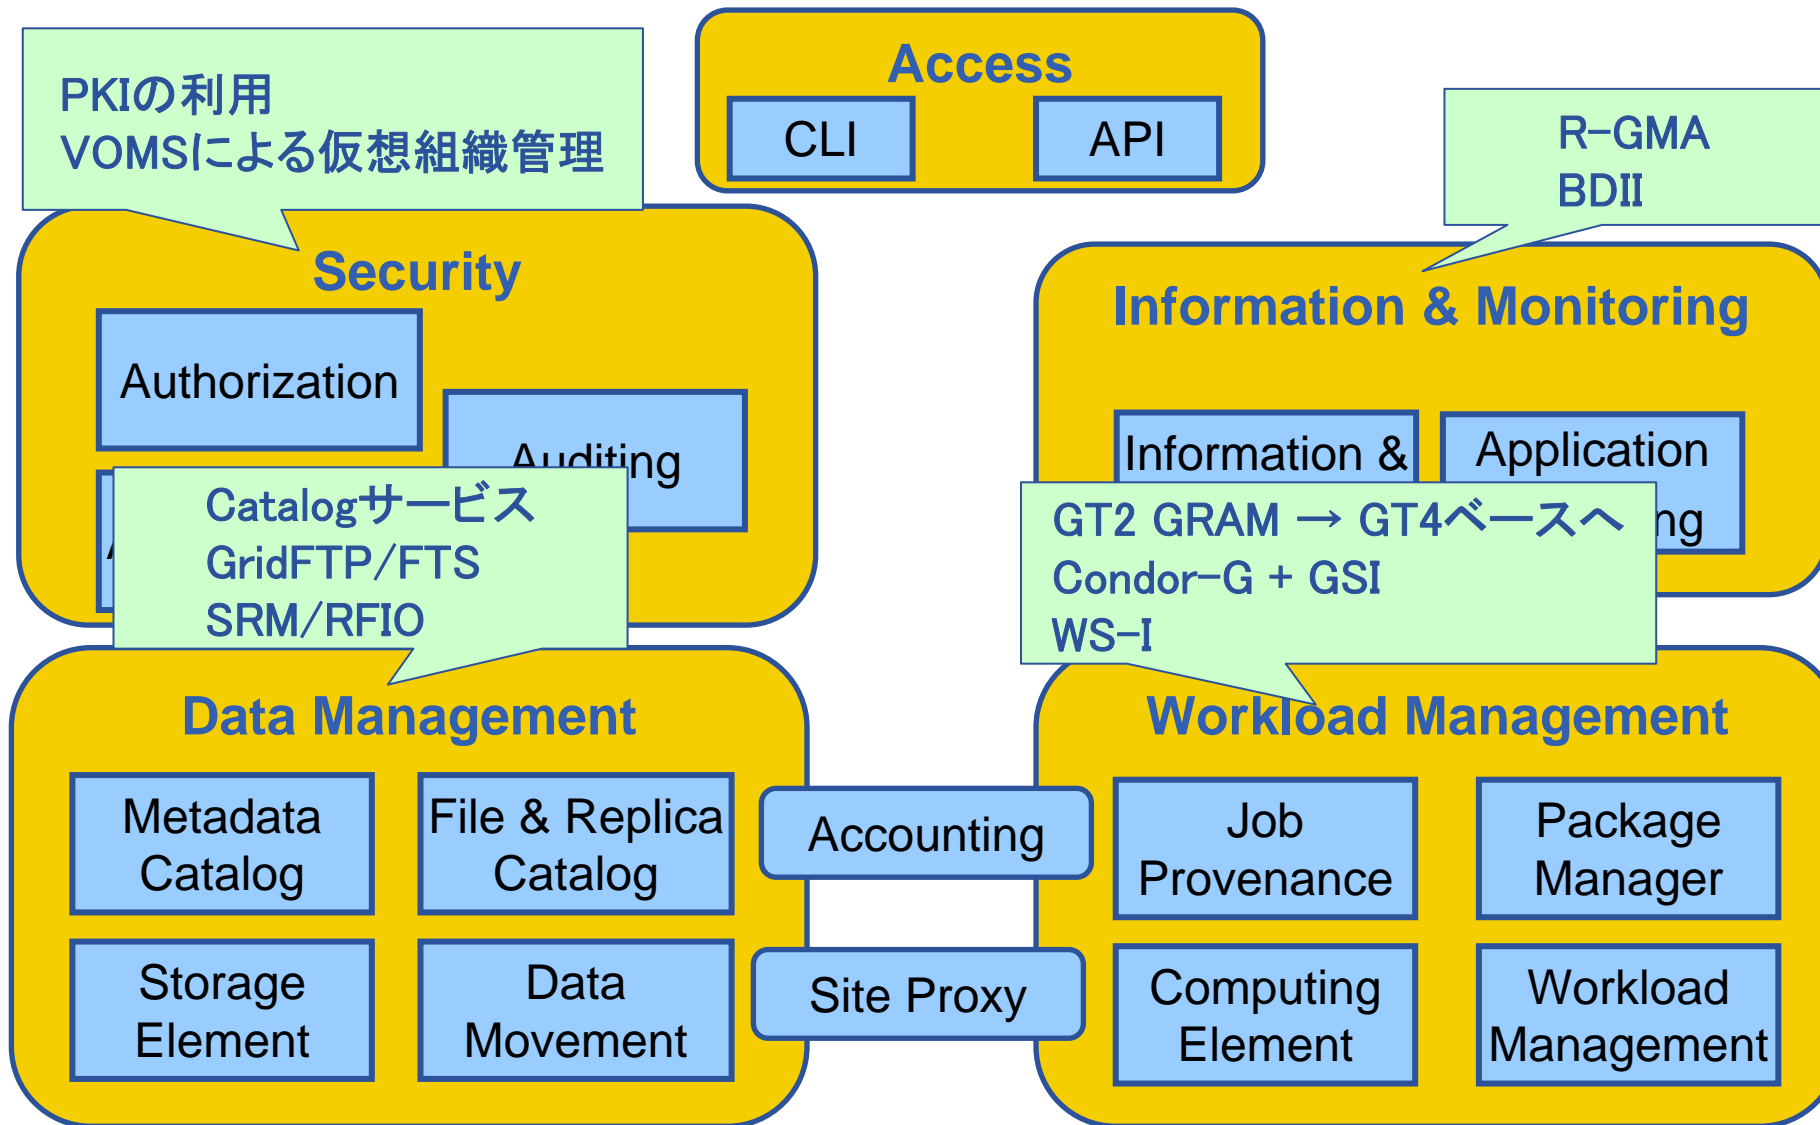 Access
CLI
API
PKIの利用
VOMSによる仮想組織管理
R-GMA
BDII
Security
Authorization
Auditing
Information & Monitoring
Information &
Application
Catalogサービス
GridFTP/FTS
SRM/RFIO
GT2 GRAM → GT4ベースへ
Condor-G + GSI
WS-I
Data Management
Metadata
Catalog
File & Replica
Catalog
Storage
Element
Data
Movement
Accounting
Site Proxy
Workload Management
Job
Provenance
Package
Manager
Computing
Element
Workload
Management